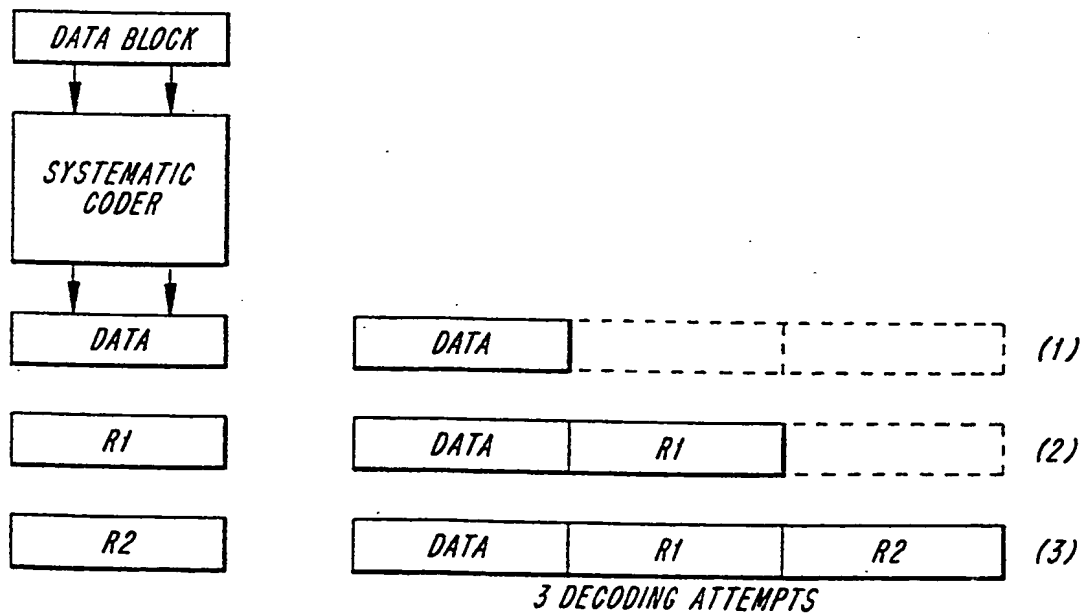 DATA BLOCK
SYSTEMATIC
CODER
DATA
DATA
(1)
R1
DATA
R1
(2)
R2
DATA
R1
R2
(3)
3 DECODING ATTEMPTS